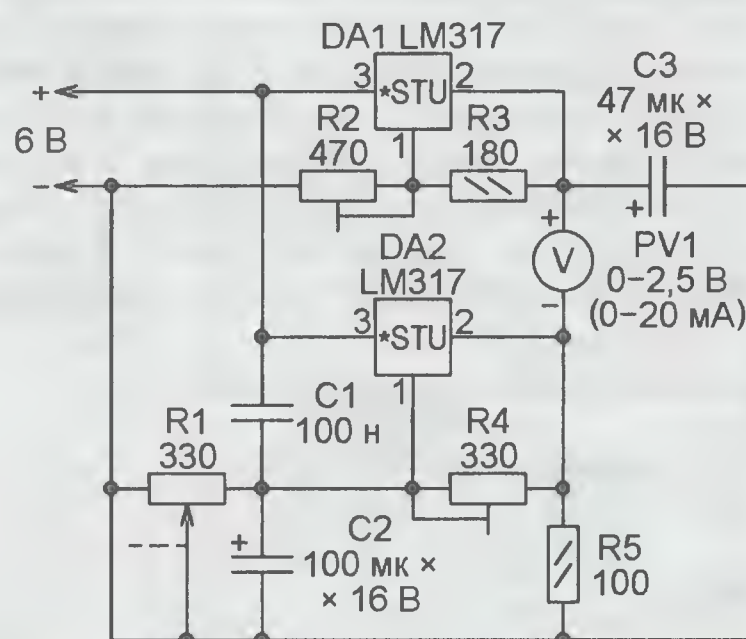 DA1 LM317
C3
47 мк ×
× 16 В
+
3
*STU
2
6 В
R2
470
1
R3
180
–
+
+
PV1
V
0–2,5 В
(0–20 мА)
–
DA2
LM317
3
*STU
2
1
C1
100 н
R1
330
R4
330
C2
+
100 мк ×
× 16 В
R5
100